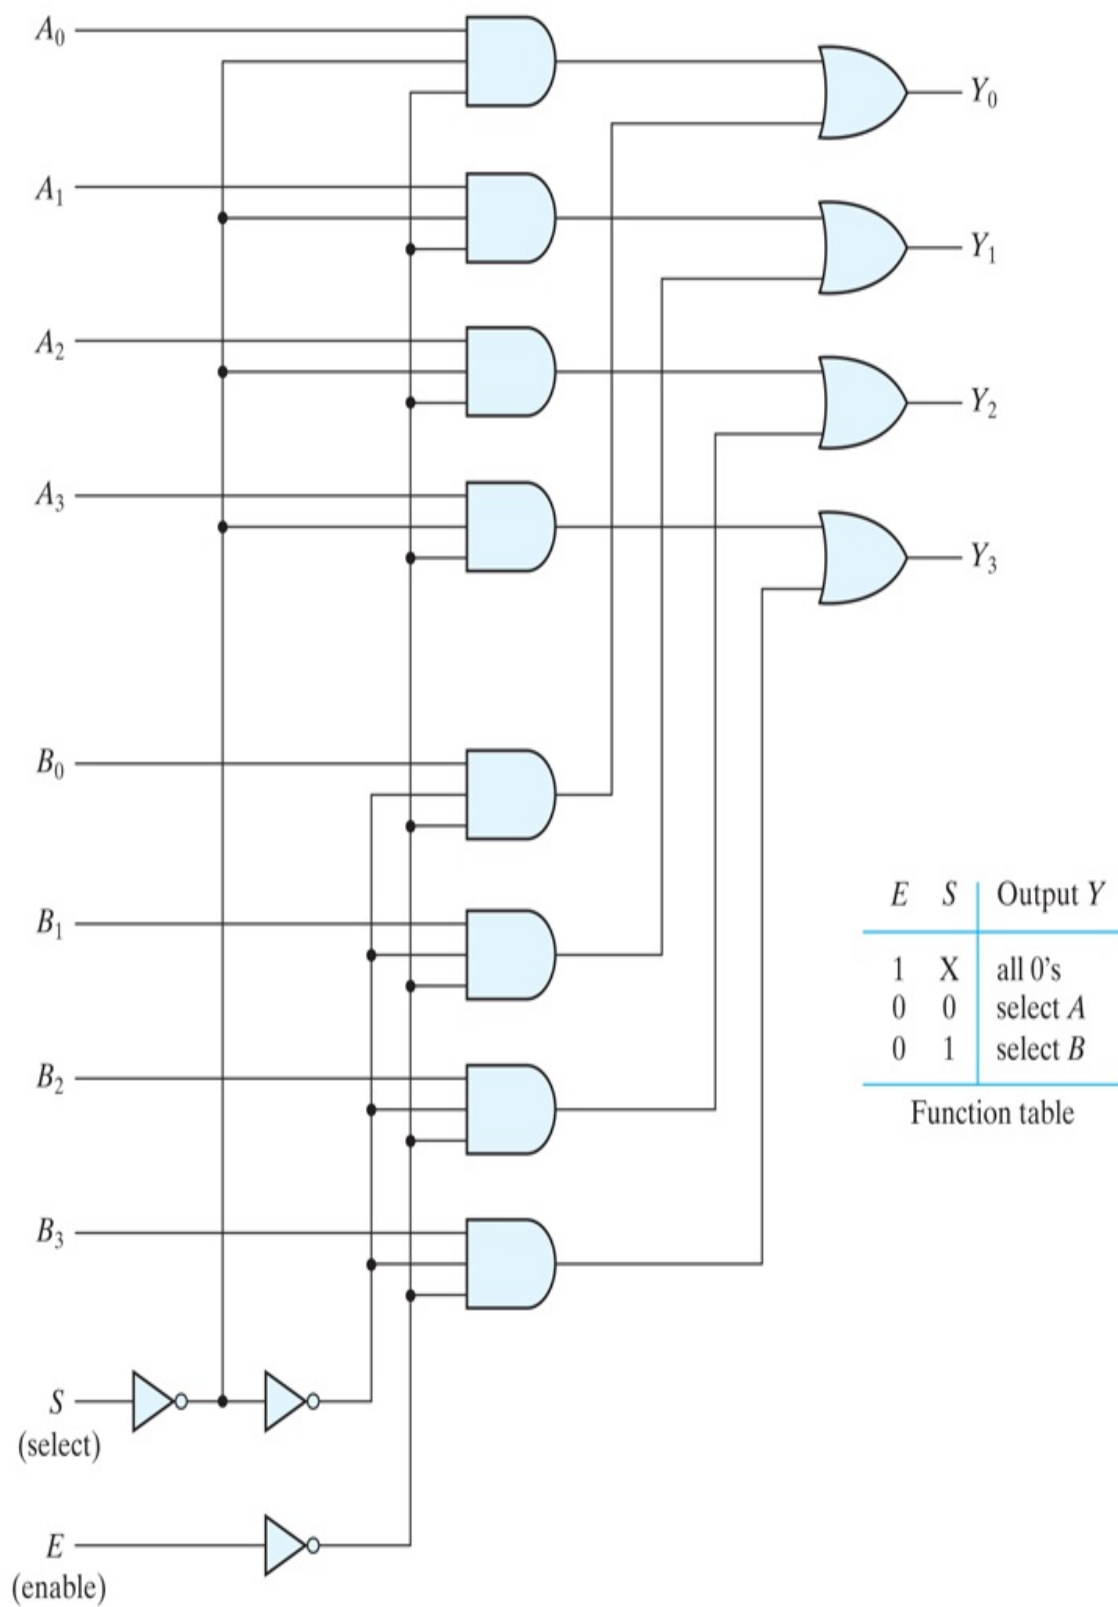 A₀
Y₀
A₁
Y₁
A₂
Y₂
A₃
Y₃
B₀
B₁
E S Output Y
1 X all 0's
0 0 select A
0 1 select B
Function table
B₂
B₃
S
(select)
E
(enable)